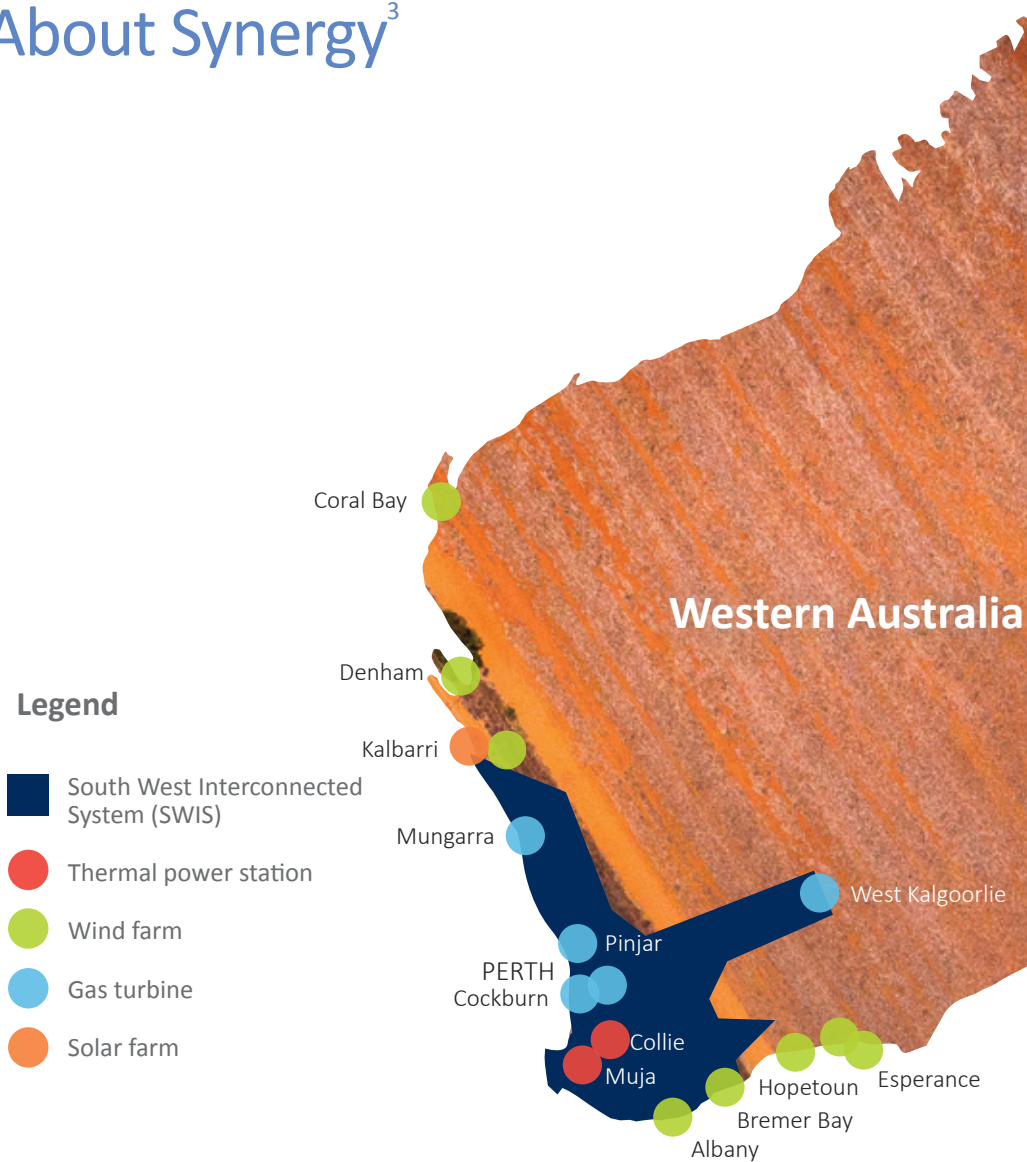 About Synergy³
Coral Bay
Western Australia
Denham
Legend
Kalbarri
South West Interconnected
System (SWIS)
Mungarra
Thermal power station
West Kalgoorlie
Wind farm
Pinjar
PERTH
Cockburn
Gas turbine
Solar farm
Collie
Muja
Hopetoun
Esperance
Bremer Bay
Albany